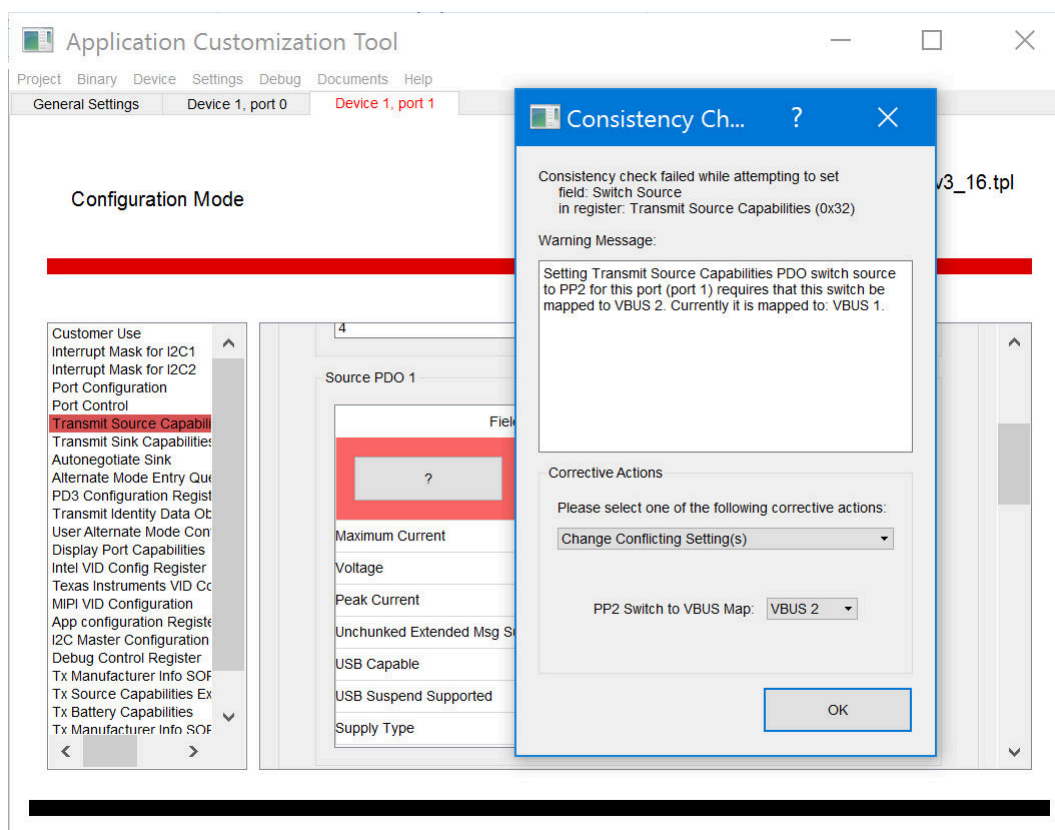 Application Customization Tool
Project Binary Device Settings Debug Documents Help
General Settings Device 1, port 0 Device 1, port 1
Configuration Mode
v3_16.tpl
Customer Use
Interrupt Mask for I2C1
Interrupt Mask for I2C2
Port Configuration
Port Control
Transmit Source Capabili
Transmit Sink Capabilities
Autonegotiate Sink
Alternate Mode Entry Que
PD3 Configuration Regist
Transmit Identity Data Ob
User Alternate Mode Con
Display Port Capabilities
Intel VID Config Register
Texas Instruments VID Co
MIPI VID Configuration
App configuration Registe
I2C Master Configuration
Debug Control Register
Tx Manufacturer Info SOF
Tx Source Capabilities Ex
Tx Battery Capabilities
Tx Manufacturer Info SOF
4
Source PDO 1
Fiel
?
Maximum Current
Voltage
Peak Current
Unchunked Extended Msg Su
USB Capable
USB Suspend Supported
Supply Type
Consistency Ch... ?
Consistency check failed while attempting to set
field: Switch Source
in register: Transmit Source Capabilities (0x32)
Warning Message:
Setting Transmit Source Capabilities PDO switch source
to PP2 for this port (port 1) requires that this switch be
mapped to VBUS 2. Currently it is mapped to: VBUS 1.
Corrective Actions
Please select one of the following corrective actions:
Change Conflicting Setting(s)
PP2 Switch to VBUS Map: VBUS 2
OK